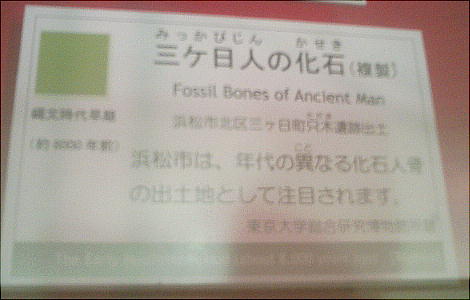 みっかびじん かせき
三ケ日人の化石(複製)
Fossil Bones of Ancient Man
縄文時代早期
(約8000年前)
浜松市北区三ヶ日町只木遺跡出土
浜松市は、年代の異なる化石人骨
の出土地として注目されます。
東京大学総合研究博物館所蔵
The Early